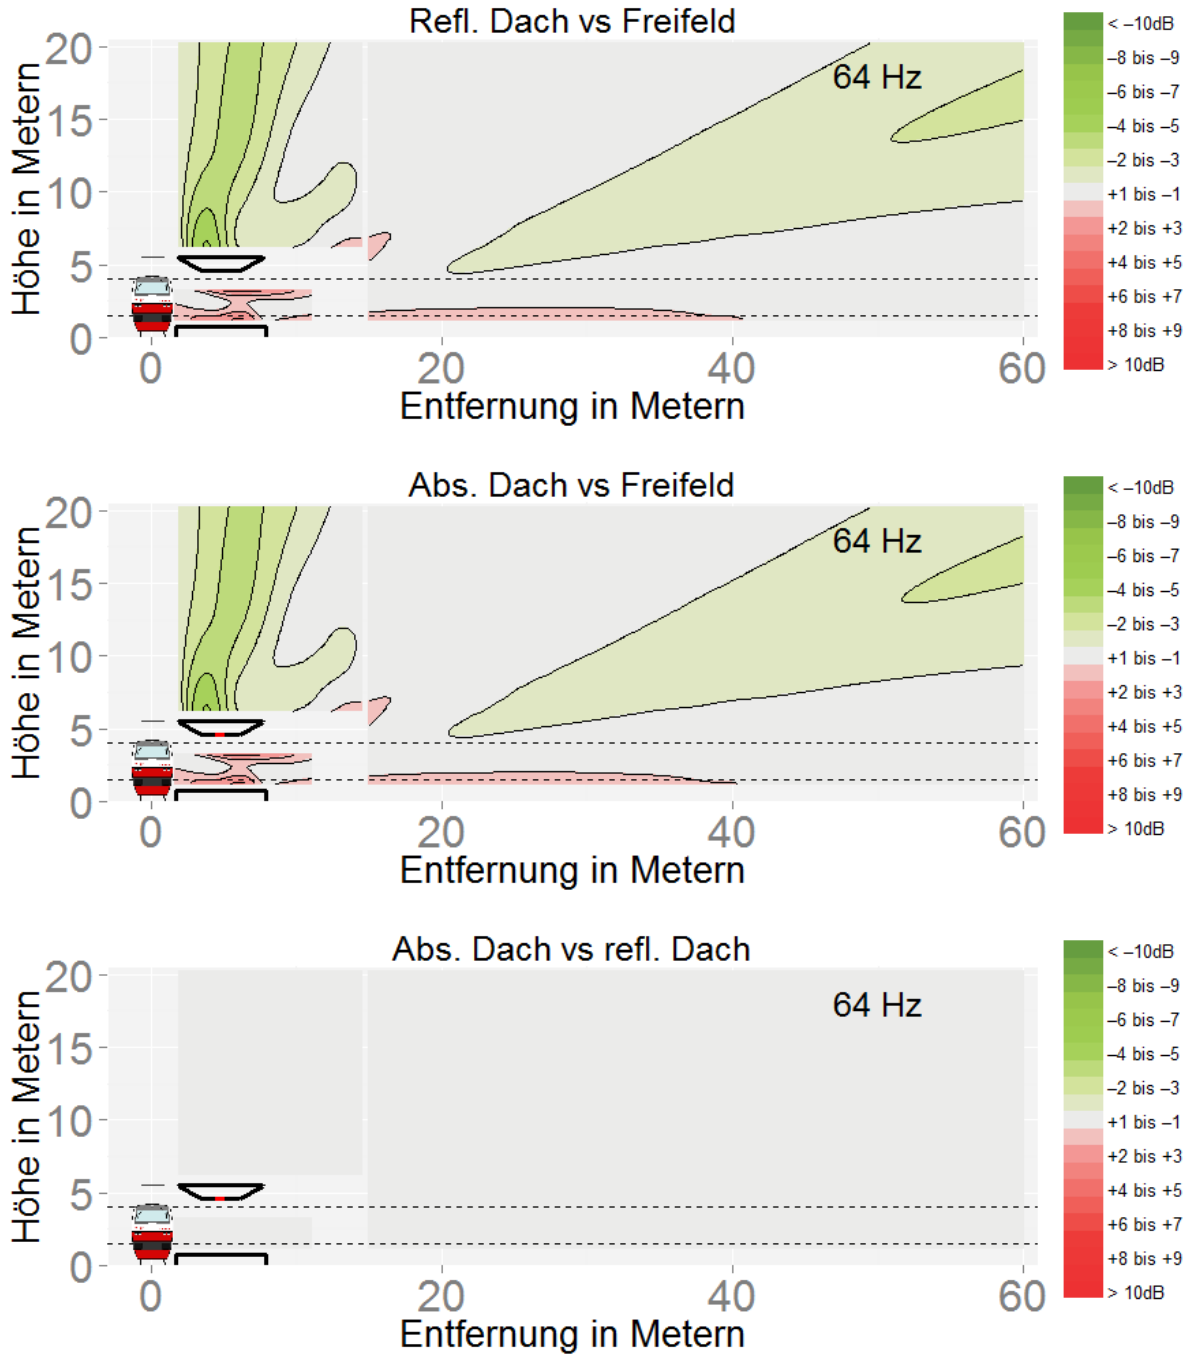 Refl. Dach vs Freifeld
64 Hz
Höhe in Metern
20
15
10
5
0
0 20 40 60
Entfernung in Metern
< –10dB
–8 bis –9
–6 bis –7
–4 bis –5
–2 bis –3
+1 bis –1
+2 bis +3
+4 bis +5
+6 bis +7
+8 bis +9
> 10dB
Abs. Dach vs Freifeld
64 Hz
Höhe in Metern
20
15
10
5
0
0 20 40 60
Entfernung in Metern
< –10dB
–8 bis –9
–6 bis –7
–4 bis –5
–2 bis –3
+1 bis –1
+2 bis +3
+4 bis +5
+6 bis +7
+8 bis +9
> 10dB
Abs. Dach vs refl. Dach
64 Hz
Höhe in Metern
20
15
10
5
0
0 20 40 60
Entfernung in Metern
< –10dB
–8 bis –9
–6 bis –7
–4 bis –5
–2 bis –3
+1 bis –1
+2 bis +3
+4 bis +5
+6 bis +7
+8 bis +9
> 10dB